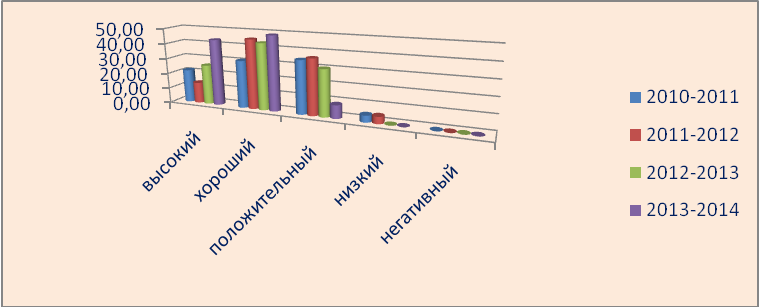 50,00
40,00
30,00
20,00
10,00
0,00
высокий
хороший
положительный
низкий
негативный
2010-2011
2011-2012
2012-2013
2013-2014